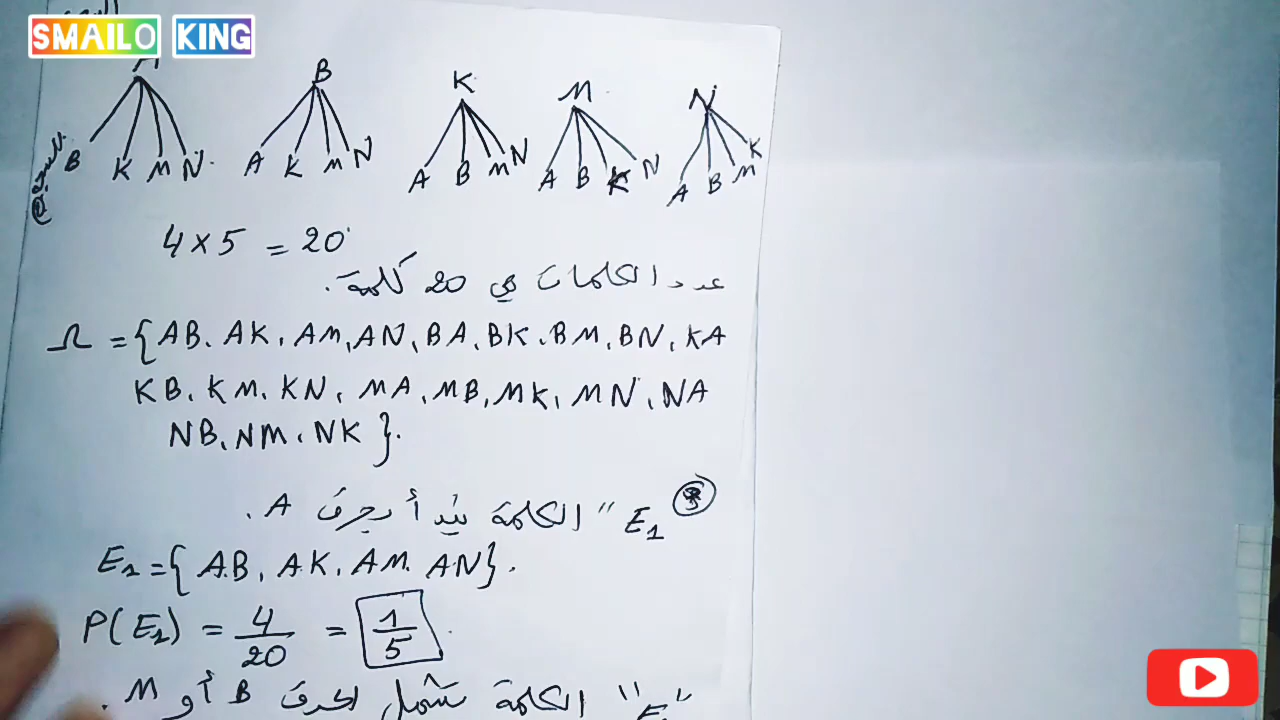 SMAILO KING
A B K M N
B K M N A K M N A B M N A B K N A B M K
4 x 5 = 20
عدد الكلمات هي 20 كلمة.
Ω = {AB, AK, AM, AN, BA, BK, BM, BN, KA
KB, KM, KN, MA, MB, MK, MN, NA
NB, NM, NK}.
E1 " الكلمة تبدأ بحرف A.
E1 = {AB, AK, AM, AN}.
P(E1) = 4/20 = 1/5
"E " الكلمة تشمل الحرف B أو M.